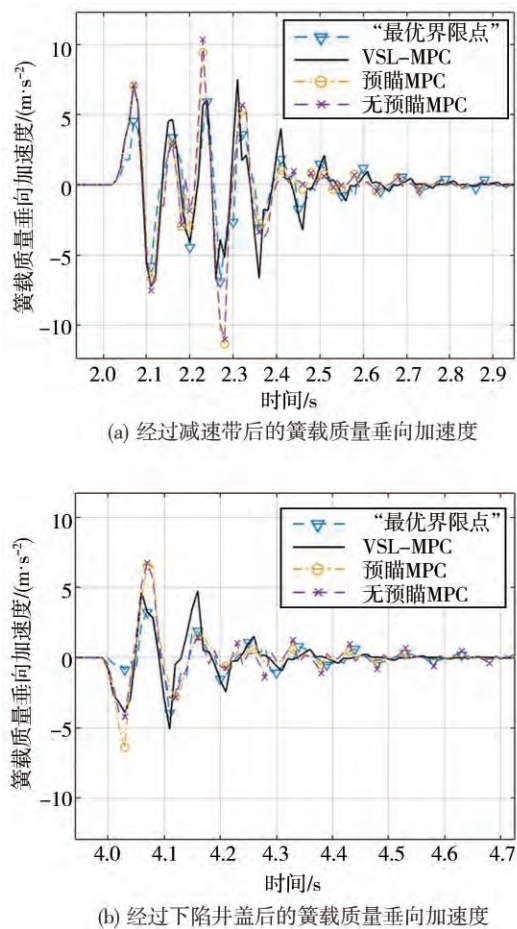 簧载质量垂向加速度/(m·s⁻²)
10
5
0
-5
-10
"最优界限点"
VSL-MPC
预瞄MPC
无预瞄MPC
2.0 2.1 2.2 2.3 2.4 2.5 2.6 2.7 2.8 2.9
时间/s
(a) 经过减速带后的簧载质量垂向加速度
簧载质量垂向加速度/(m·s⁻²)
10
5
0
-5
-10
"最优界限点"
VSL-MPC
预瞄MPC
无预瞄MPC
4.0 4.1 4.2 4.3 4.4 4.5 4.6 4.7
时间/s
(b) 经过下陷井盖后的簧载质量垂向加速度